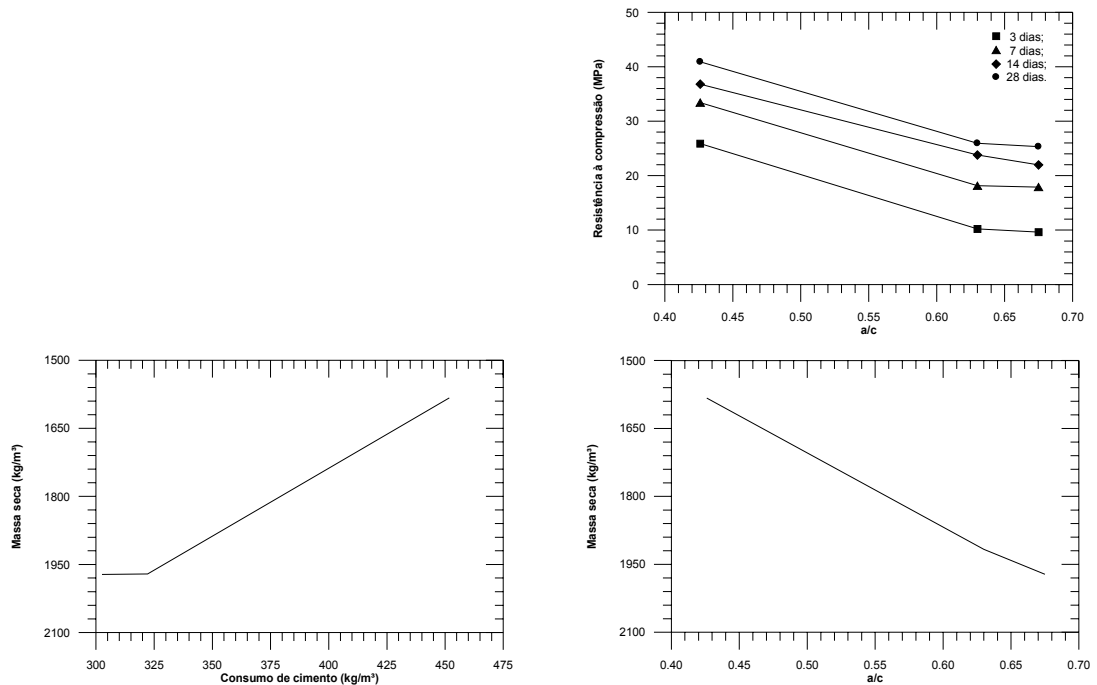 50
40
30
20
10
0
Resistência à compressão (MPa)
3 dias;
7 dias;
14 dias;
28 dias.
0.40 0.45 0.50 0.55 0.60 0.65 0.70
a/c
1500
1650
1800
1950
2100
Massa seca (kg/m³)
300 325 350 375 400 425 450 475
Consumo de cimento (kg/m³)
1500
1650
1800
1950
2100
Massa seca (kg/m³)
0.40 0.45 0.50 0.55 0.60 0.65 0.70
a/c